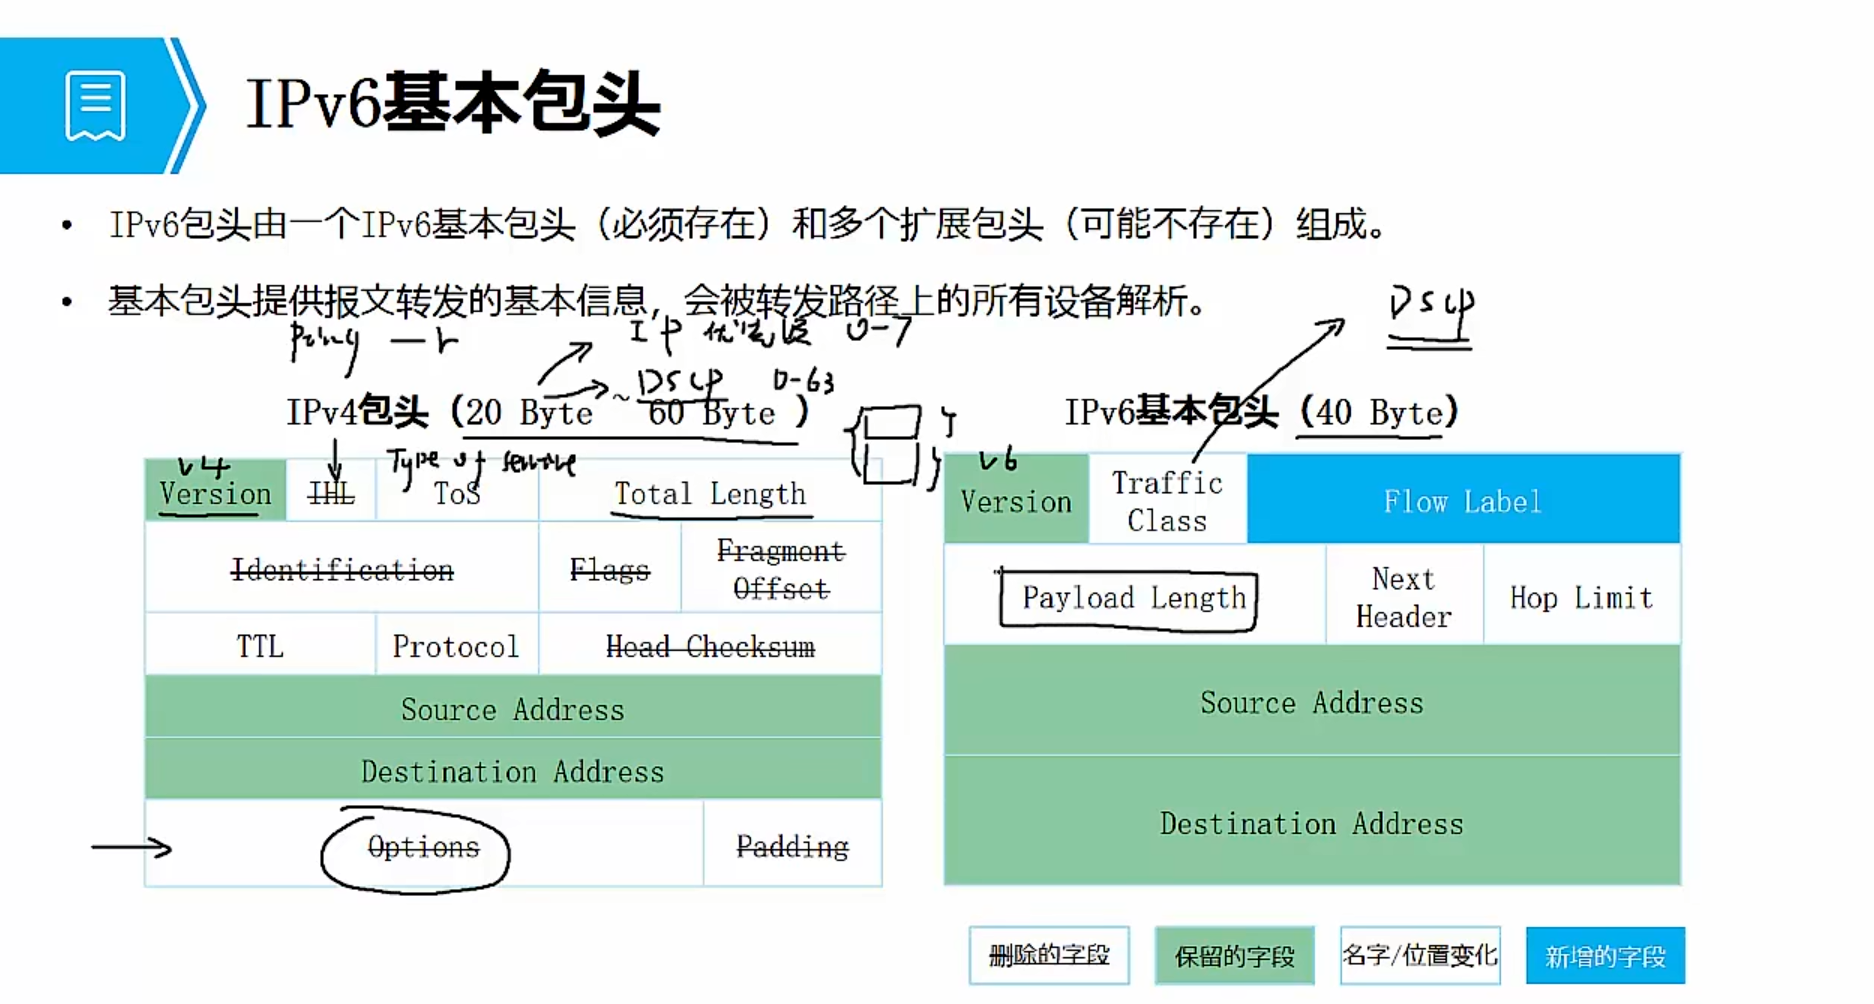 IPv6基本包头
• IPv6包头由一个IPv6基本包头（必须存在）和多个扩展包头（可能不存在）组成。
• 基本包头提供报文转发的基本信息，会被转发路径上的所有设备解析。
Ping -r
IP 优先级 0-7
DSCP 0-63
DSCP
IPv4包头（20 Byte ~ 60 Byte ）
IPv6基本包头（40 Byte）
v4
Type of service
Version IHL ToS Total Length
Identification Flags Fragment Offset
TTL Protocol Head Checksum
Source Address
Destination Address
Options Padding
v6
Version Traffic Class Flow Label
Payload Length Next Header Hop Limit
Source Address
Destination Address
删除的字段 保留的字段 名字/位置变化 新增的字段